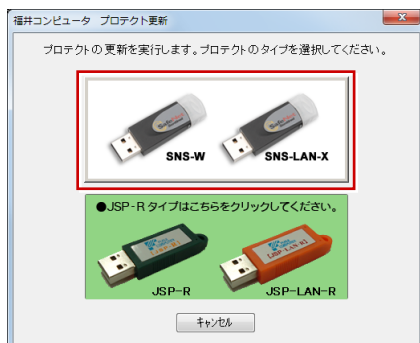 福井コンピュータ プロテクト更新
プロテクトの更新を実行します。プロテクトのタイプを選択してください。
SNS-W SNS-LAN-X
●JSP-Rタイプはこちらをクリックしてください。
JSP-R JSP-LAN-R
キャンセル